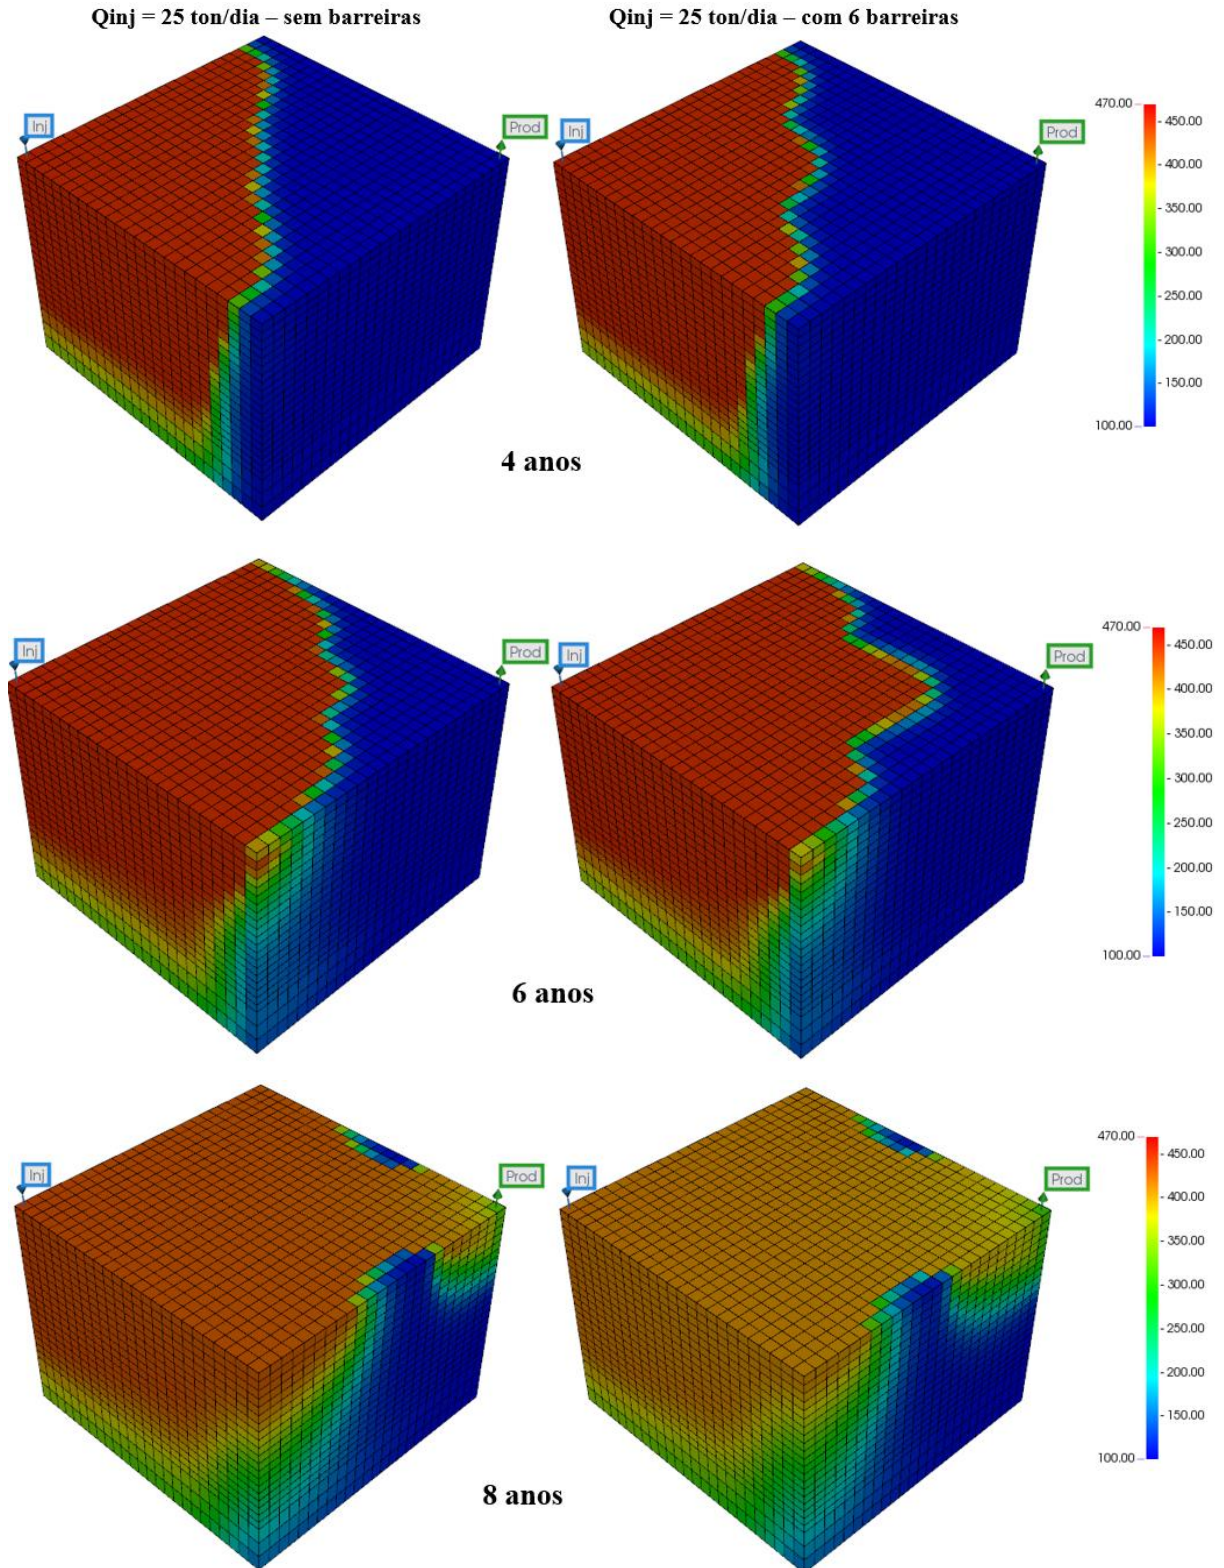 Qinj = 25 ton/dia – sem barreiras
Qinj = 25 ton/dia – com 6 barreiras
Inj
Prod
Inj
Prod
470.00
450.00
400.00
350.00
300.00
250.00
200.00
150.00
100.00
4 anos
Inj
Prod
Inj
Prod
470.00
450.00
400.00
350.00
300.00
250.00
200.00
150.00
100.00
6 anos
Inj
Prod
Inj
Prod
470.00
450.00
400.00
350.00
300.00
250.00
200.00
150.00
100.00
8 anos